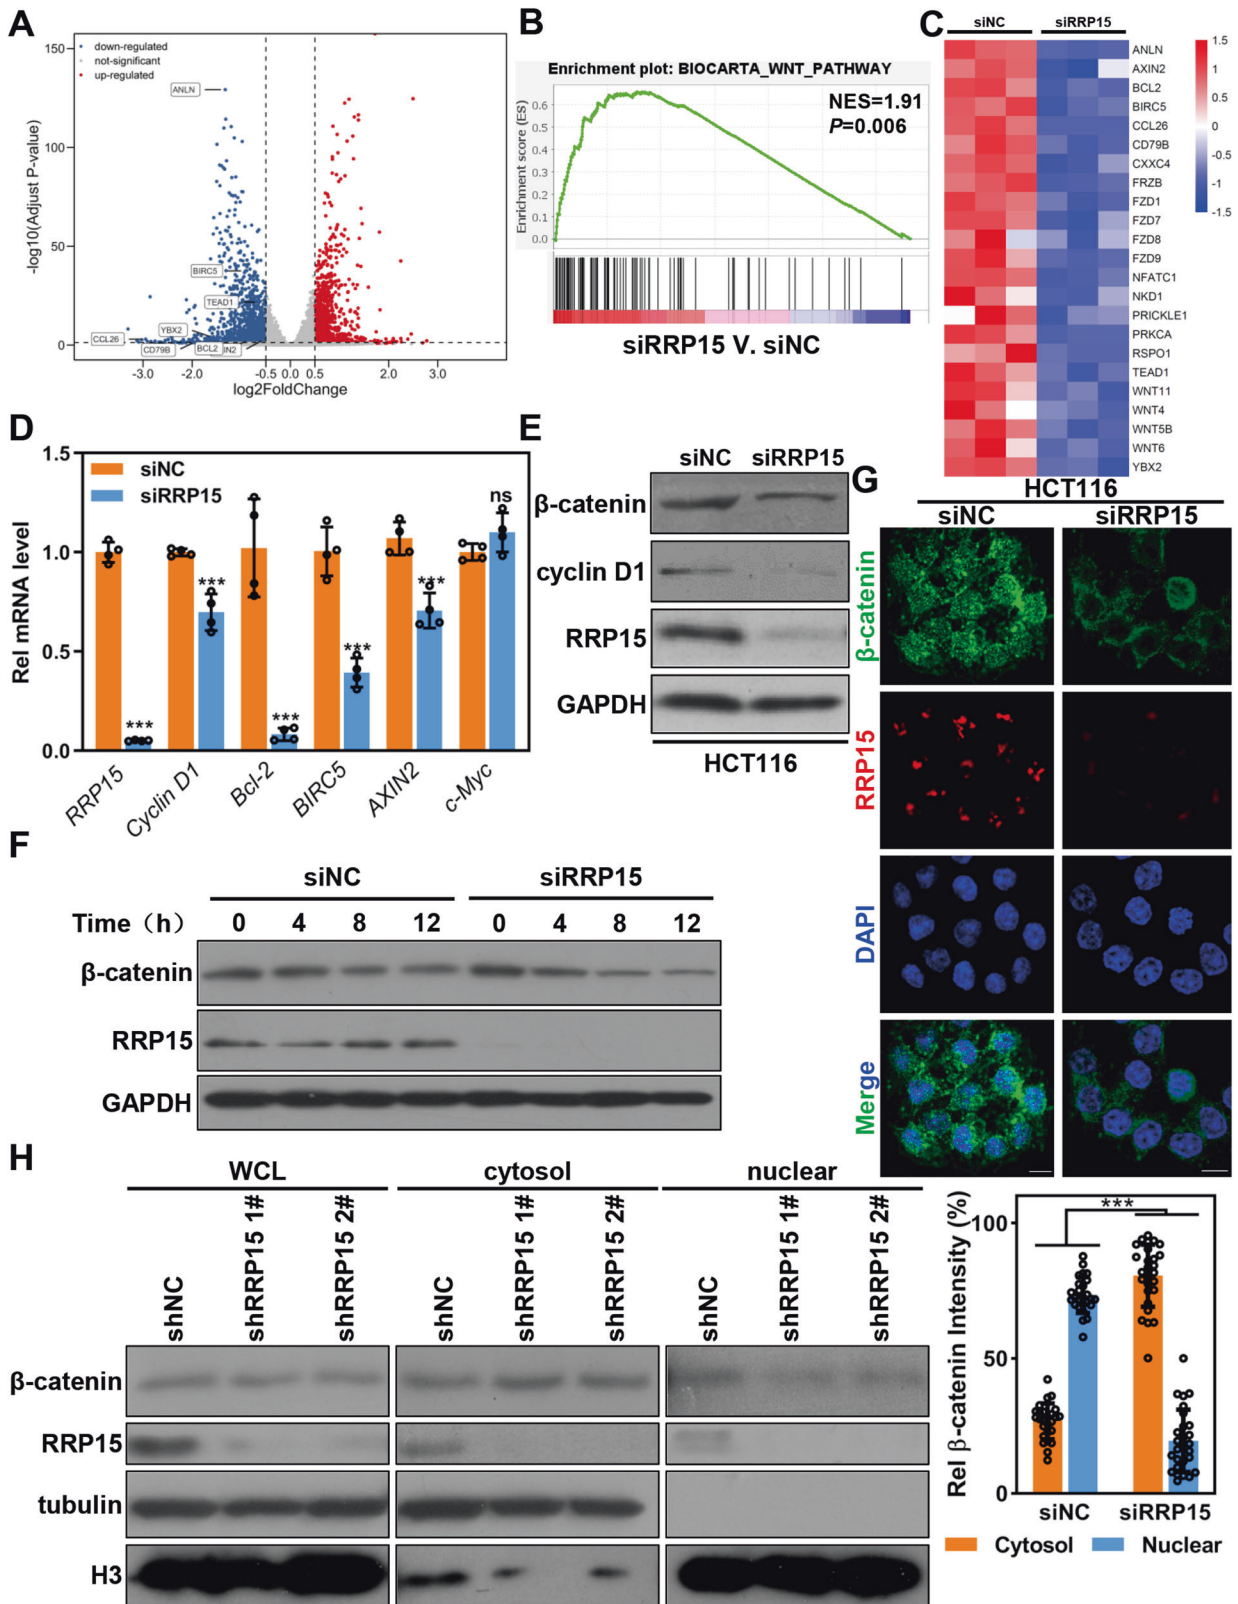 A
down-regulated
not-significant
up-regulated
150
100
50
0
-log10(Adjust P-value)
ANLN
BIRC5
TEAD1
YBX2
CCL26
CD79B
BCL2
IN2
-3.0
-2.0
-0.5
0.0
0.5
2.0
3.0
log2FoldChange
B
Enrichment plot: BIOCARTA_WNT_PATHWAY
NES=1.91
P=0.006
Enrichment score (ES)
0.6
0.5
0.4
0.3
0.2
0.1
0.0
siRRP15 V. siNC
C
siNC
siRRP15
ANLN
AXIN2
BCL2
BIRC5
CCL26
CD79B
CXXC4
FRZB
FZD1
FZD7
FZD8
FZD9
NFATC1
NKD1
PRICKLE1
PRKCA
RSPO1
TEAD1
WNT11
WNT4
WNT5B
WNT6
YBX2
1.5
1
0.5
0
-0.5
-1
-1.5
D
siNC
siRRP15
Rel mRNA level
1.5
1.0
0.5
0.0
***
***
***
***
***
ns
RRP15
Cyclin D1
Bcl-2
BIRC5
AXIN2
c-Myc
E
siNC siRRP15
β-catenin
cyclin D1
RRP15
GAPDH
HCT116
F
siNC siRRP15
Time (h) 0 4 8 12 0 4 8 12
β-catenin
RRP15
GAPDH
G
HCT116
siNC siRRP15
β-catenin
RRP15
DAPI
Merge
Rel β-catenin Intensity (%)
100
50
0
***
siNC siRRP15
Cytosol Nuclear
H
WCL cytosol nuclear
shNC shRRP15 1# shRRP15 2# shNC shRRP15 1# shRRP15 2# shNC shRRP15 1# shRRP15 2#
β-catenin
RRP15
tubulin
H3